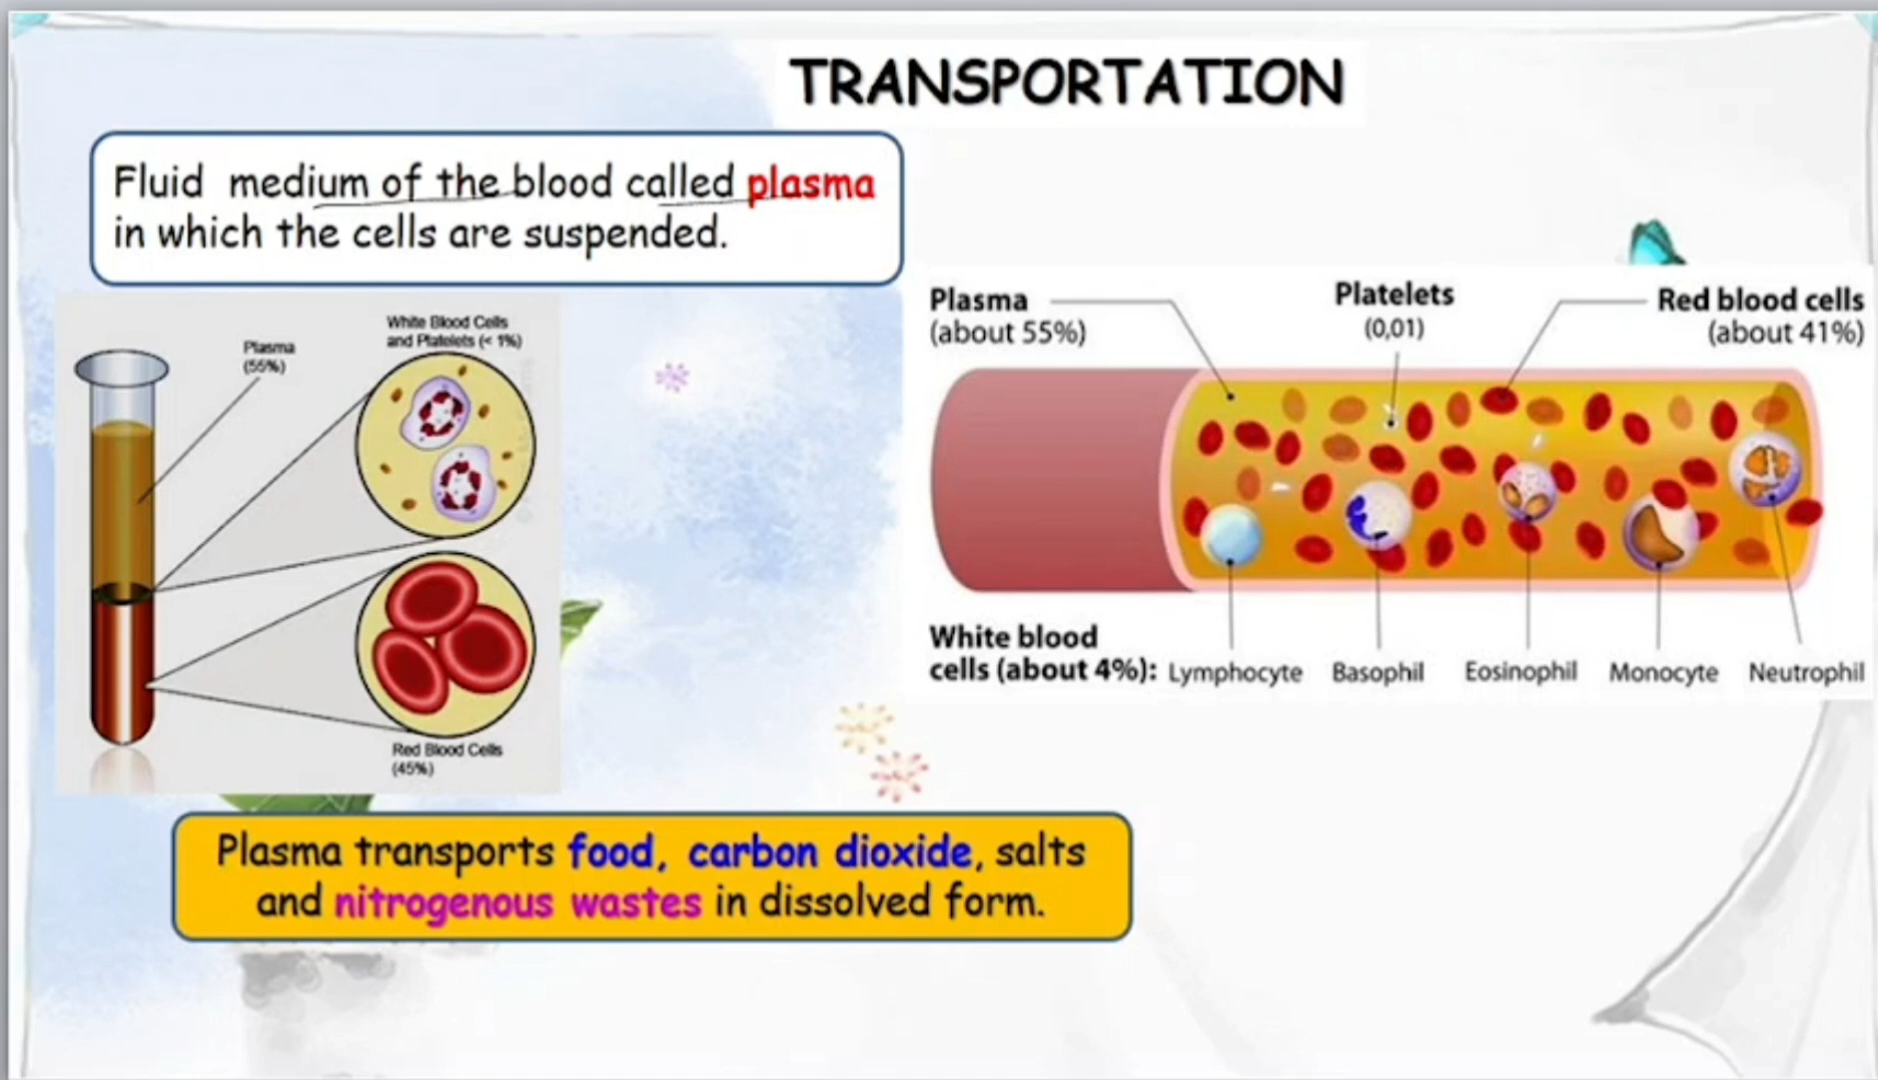 TRANSPORTATION
Fluid medium of the blood called plasma
in which the cells are suspended.
Plasma
(55%)
White Blood Cells
and Platelets (< 1%)
Red Blood Cells
(45%)
Plasma
(about 55%)
Platelets
(0,01)
Red blood cells
(about 41%)
White blood
cells (about 4%):
Lymphocyte
Basophil
Eosinophil
Monocyte
Neutrophil
Plasma transports food, carbon dioxide, salts
and nitrogenous wastes in dissolved form.